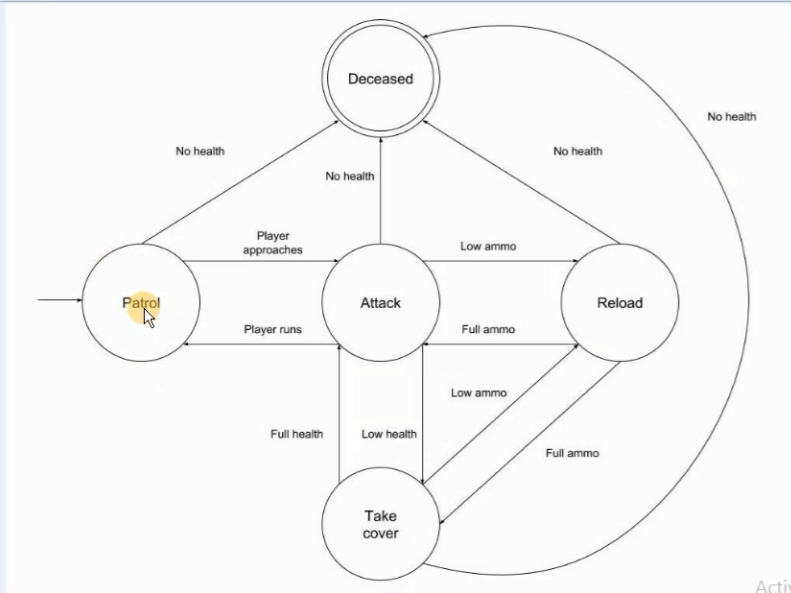 Deceased
No health
No health
No health
No health
Player
approaches
Low ammo
Patrol
Attack
Reload
Player runs
Full ammo
Low ammo
Full health
Low health
Full ammo
Take
cover
Activ